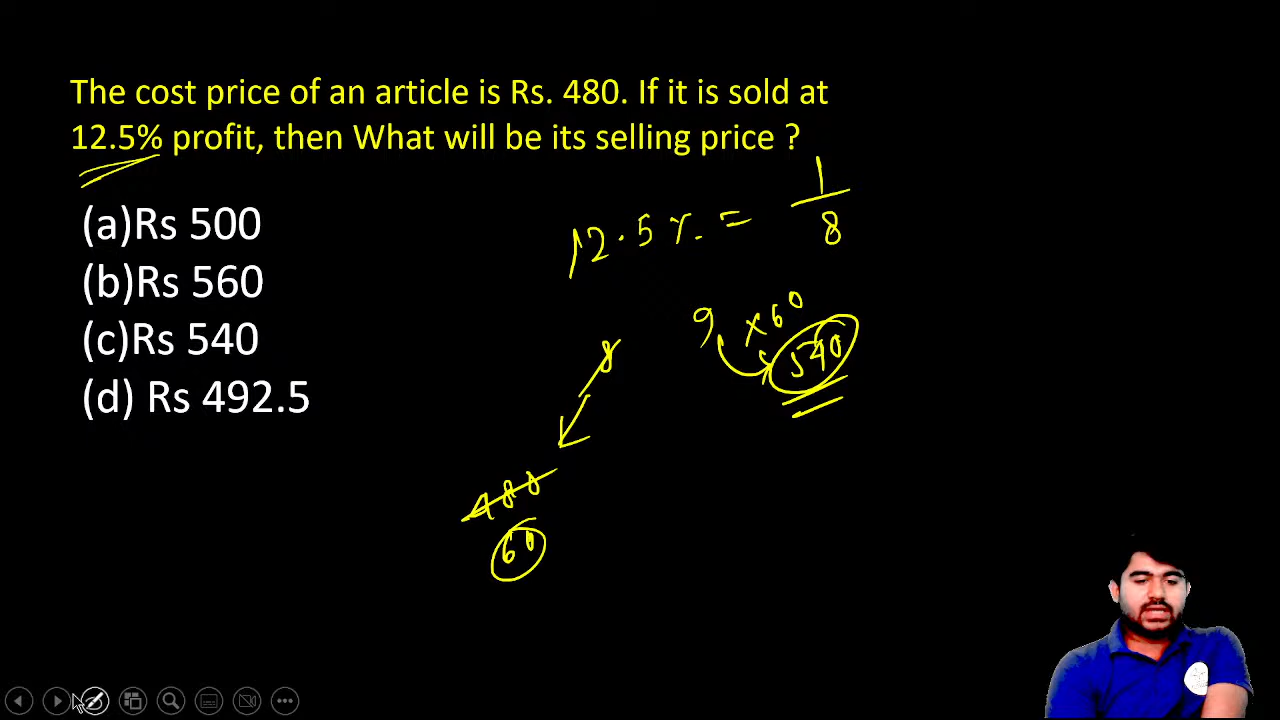 The cost price of an article is Rs. 480. If it is sold at
12.5% profit, then What will be its selling price ?
(a)Rs 500
(b)Rs 560
(c)Rs 540
(d) Rs 492.5
12.5% = 1/8
8
9 ×60
540
480
60